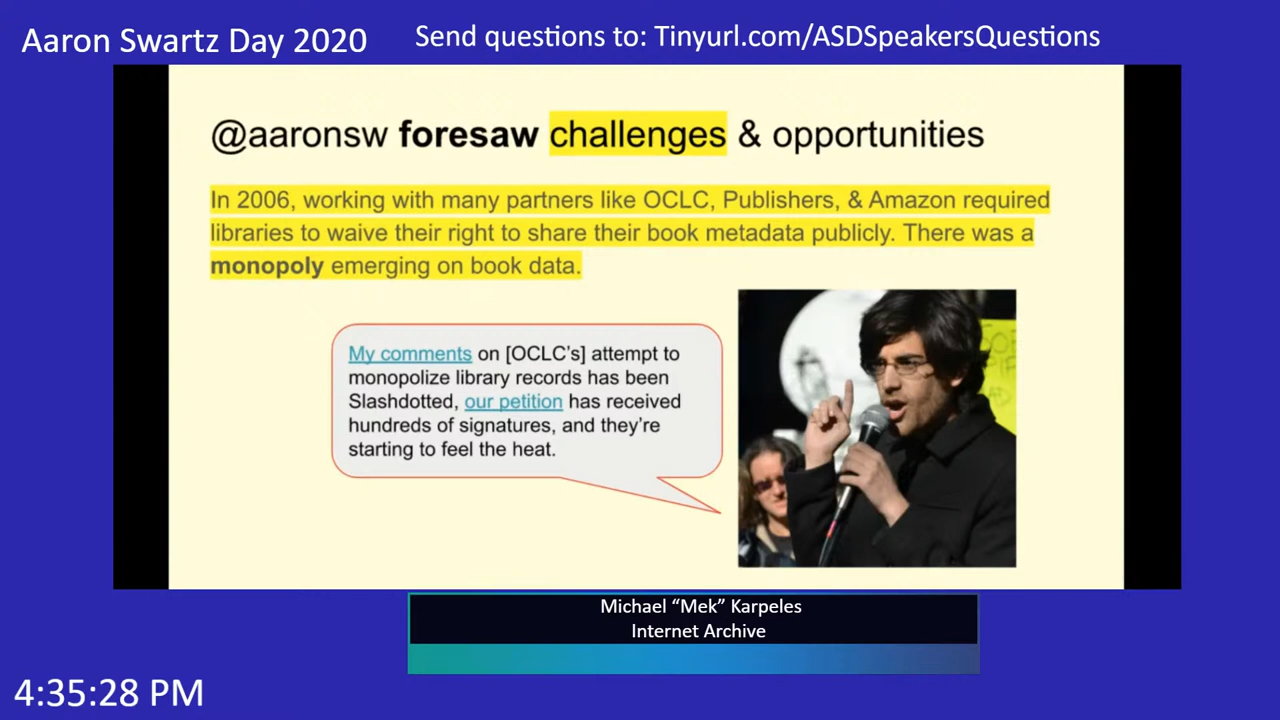 Aaron Swartz Day 2020
Send questions to: Tinyurl.com/ASDSpeakersQuestions
@aaronsw foresaw challenges & opportunities
In 2006, working with many partners like OCLC, Publishers, & Amazon required
libraries to waive their right to share their book metadata publicly. There was a
monopoly emerging on book data.
My comments on [OCLC's] attempt to
monopolize library records has been
Slashdotted, our petition has received
hundreds of signatures, and they're
starting to feel the heat.
Michael “Mek” Karpeles
Internet Archive
4:35:28 PM